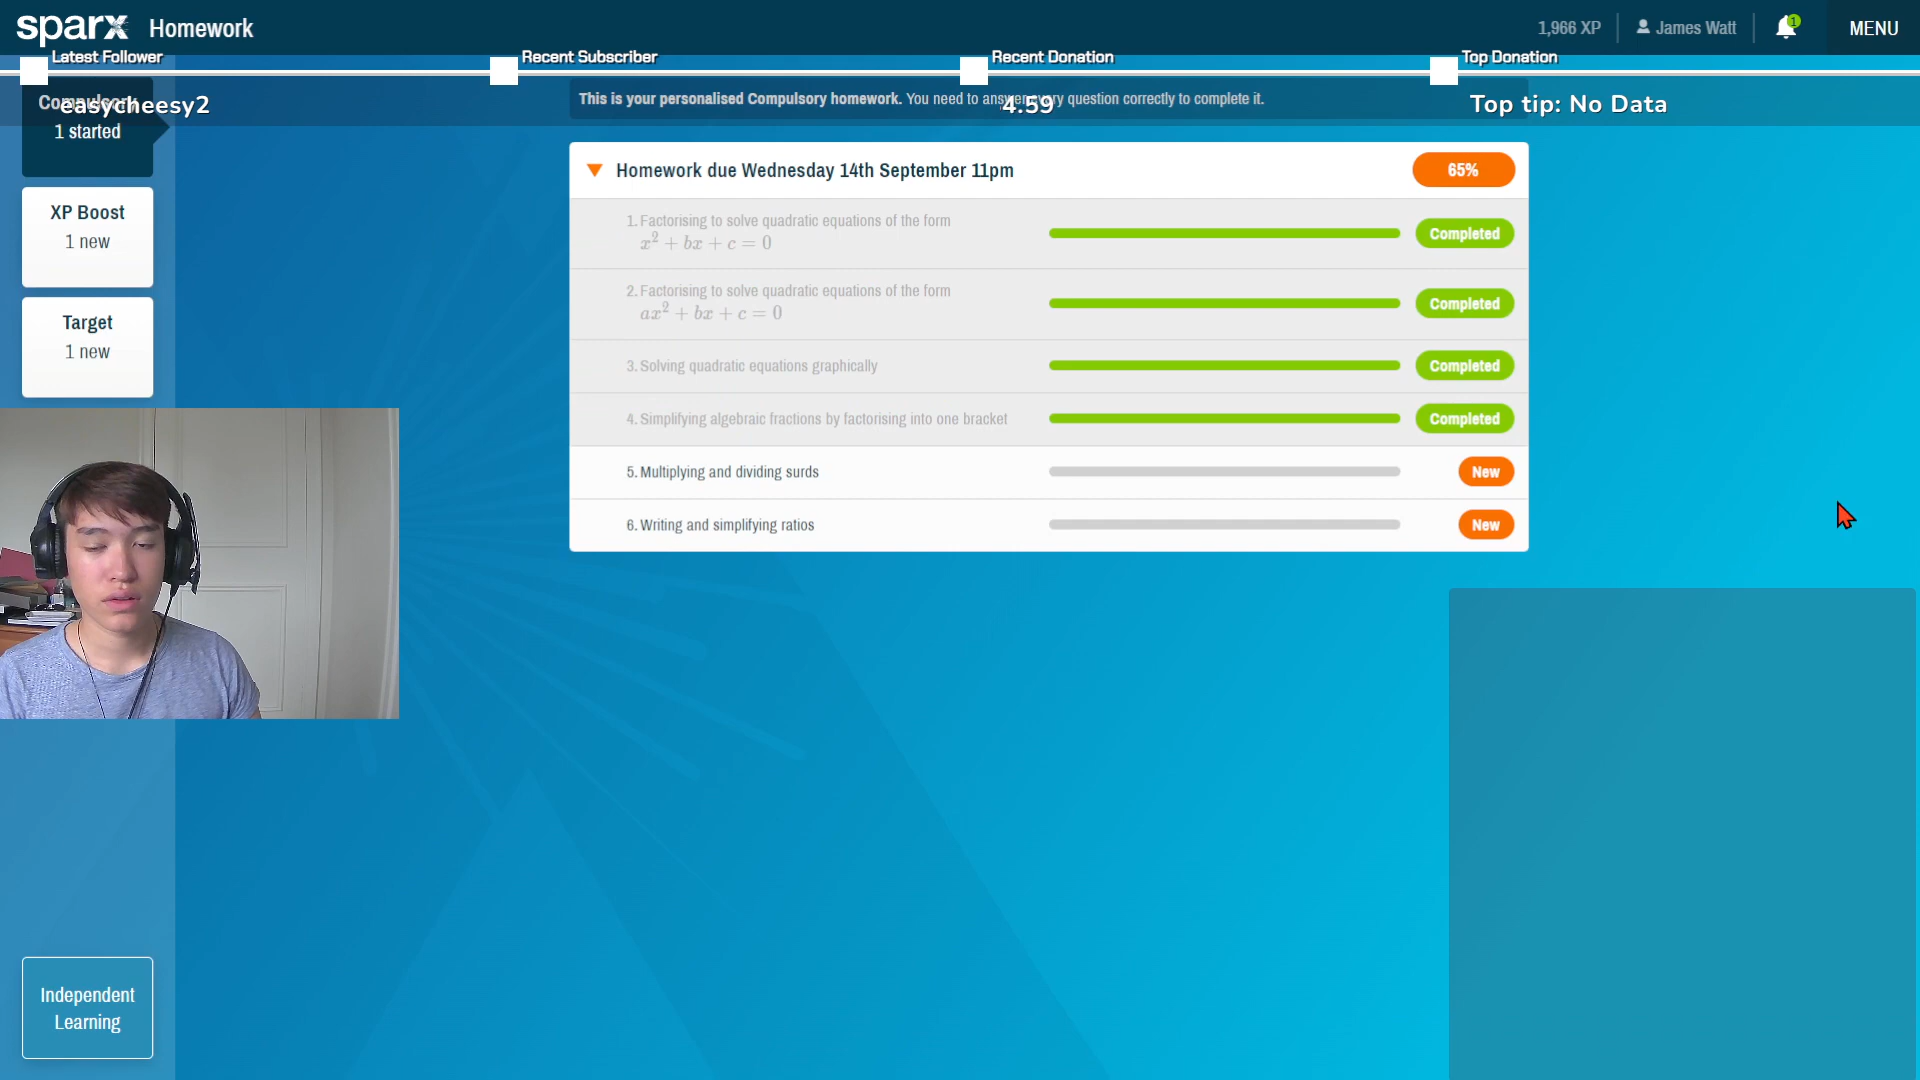 sparx Homework
1,966 XP
James Watt
1
MENU
Latest Follower
Recent Subscriber
Recent Donation
Top Donation
easycheesy2
4.59
Top tip: No Data
Compulsory
1 started
XP Boost
1 new
Target
1 new
Independent
Learning
This is your personalised Compulsory homework. You need to answer every question correctly to complete it.
Homework due Wednesday 14th September 11pm
65%
1. Factorising to solve quadratic equations of the form
x² + bx + c = 0
Completed
2. Factorising to solve quadratic equations of the form
ax² + bx + c = 0
Completed
3. Solving quadratic equations graphically
Completed
4. Simplifying algebraic fractions by factorising into one bracket
Completed
5. Multiplying and dividing surds
New
6. Writing and simplifying ratios
New